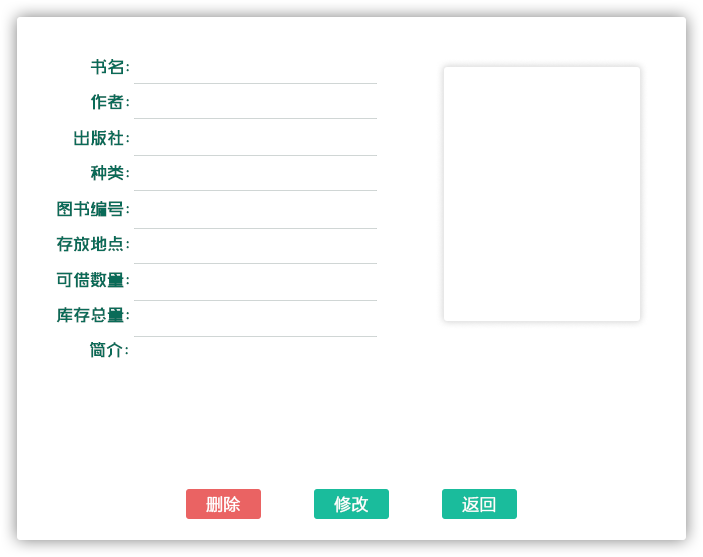 书名：
作者：
出版社：
种类：
图书编号：
存放地点：
可借数量：
库存总量：
简介：
删除 修改 返回